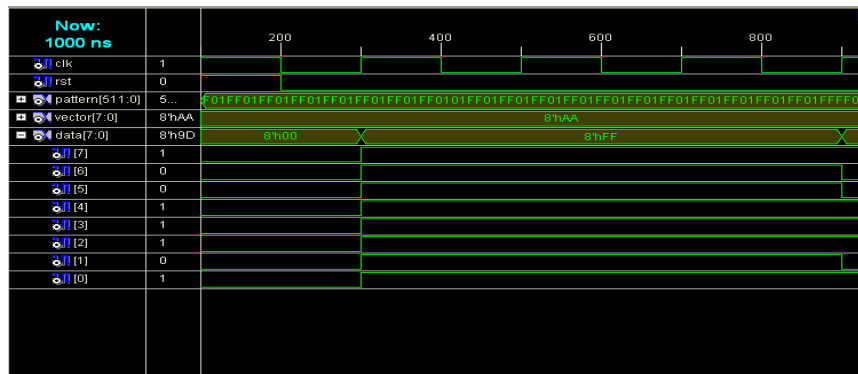 Now:
1000 ns
200 400 600 800
clk 1
rst 0
pattern[511:0] 5... F01FF01FF01FF01FF01FF01FF01FF01FF0101FF01FF01FF01FF01FF01FF01FF01FF01FF01FFFF0
vector[7:0] 8'hAA 8'hAA
data[7:0] 8'h9D 8'h00 8'hFF
[7] 1
[6] 0
[5] 0
[4] 1
[3] 1
[2] 1
[1] 0
[0] 1